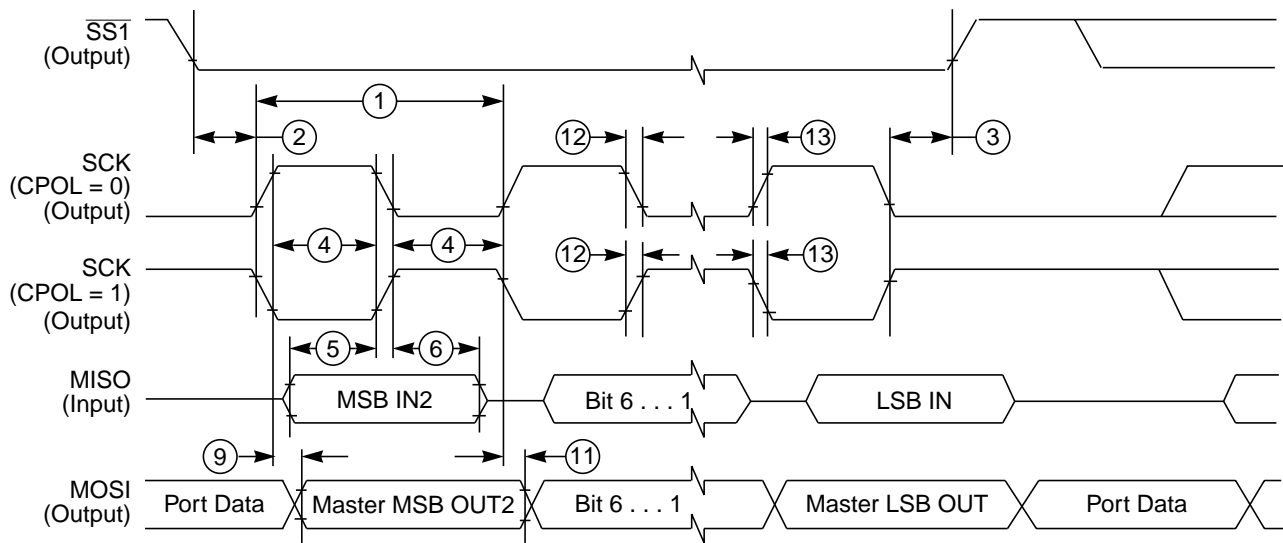 SS1
(Output)
1
2
12
13
3
SCK
(CPOL = 0)
(Output)
4
4
SCK
(CPOL = 1)
(Output)
12
13
5
6
MISO
(Input)
MSB IN2
Bit 6 . . . 1
LSB IN
9
11
MOSI
(Output)
Port Data
Master MSB OUT2
Bit 6 . . . 1
Master LSB OUT
Port Data